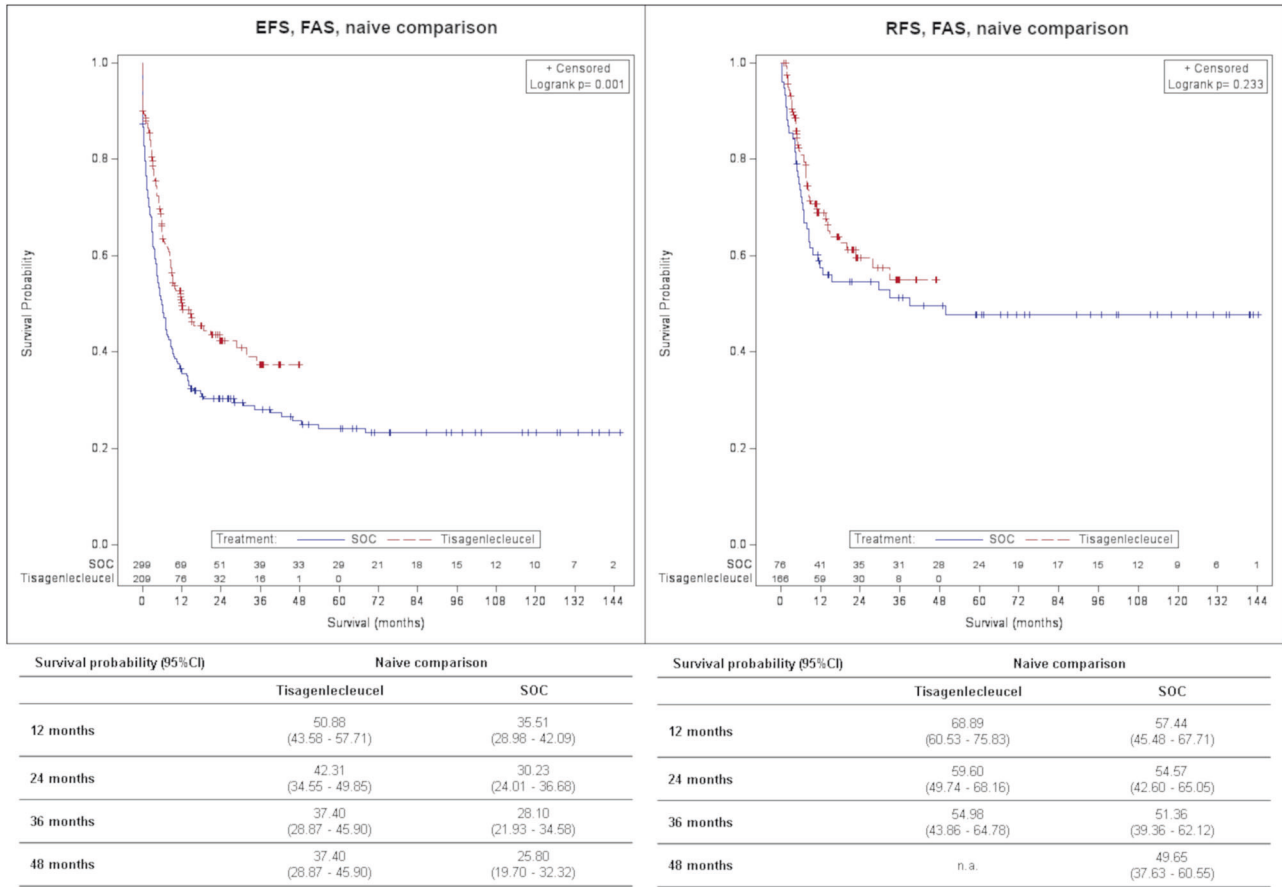 EFS, FAS, naive comparison
+ Censored
Logrank p= 0.001
Survival Probability
1.0
0.8
0.6
0.4
0.2
0.0
Treatment: SOC Tisagenlecleucel
SOC 299 69 51 39 33 29 21 18 15 12 10 7 2
Tisagenlecleucel 209 76 32 16 1 0
0 12 24 36 48 60 72 84 96 108 120 132 144
Survival (months)
RFS, FAS, naive comparison
+ Censored
Logrank p= 0.233
Survival Probability
1.0
0.8
0.6
0.4
0.2
0.0
Treatment: SOC Tisagenlecleucel
SOC 76 41 35 31 28 24 19 17 15 12 9 6 1
Tisagenlecleucel 166 59 30 8 0
0 12 24 36 48 60 72 84 96 108 120 132 144
Survival (months)
Survival probability (95%CI) Naive comparison
Tisagenlecleucel SOC
12 months 50.88 35.51
(43.58 - 57.71) (28.98 - 42.09)
24 months 42.31 30.23
(34.55 - 49.85) (24.01 - 36.68)
36 months 37.40 28.10
(28.87 - 45.90) (21.93 - 34.58)
48 months 37.40 25.80
(28.87 - 45.90) (19.70 - 32.32)
Survival probability (95%CI) Naive comparison
Tisagenlecleucel SOC
12 months 68.89 57.44
(60.53 - 75.83) (45.48 - 67.71)
24 months 59.60 54.57
(49.74 - 68.16) (42.60 - 65.05)
36 months 54.98 51.36
(43.86 - 64.78) (39.36 - 62.12)
48 months n.a. 49.65
(37.63 - 60.55)